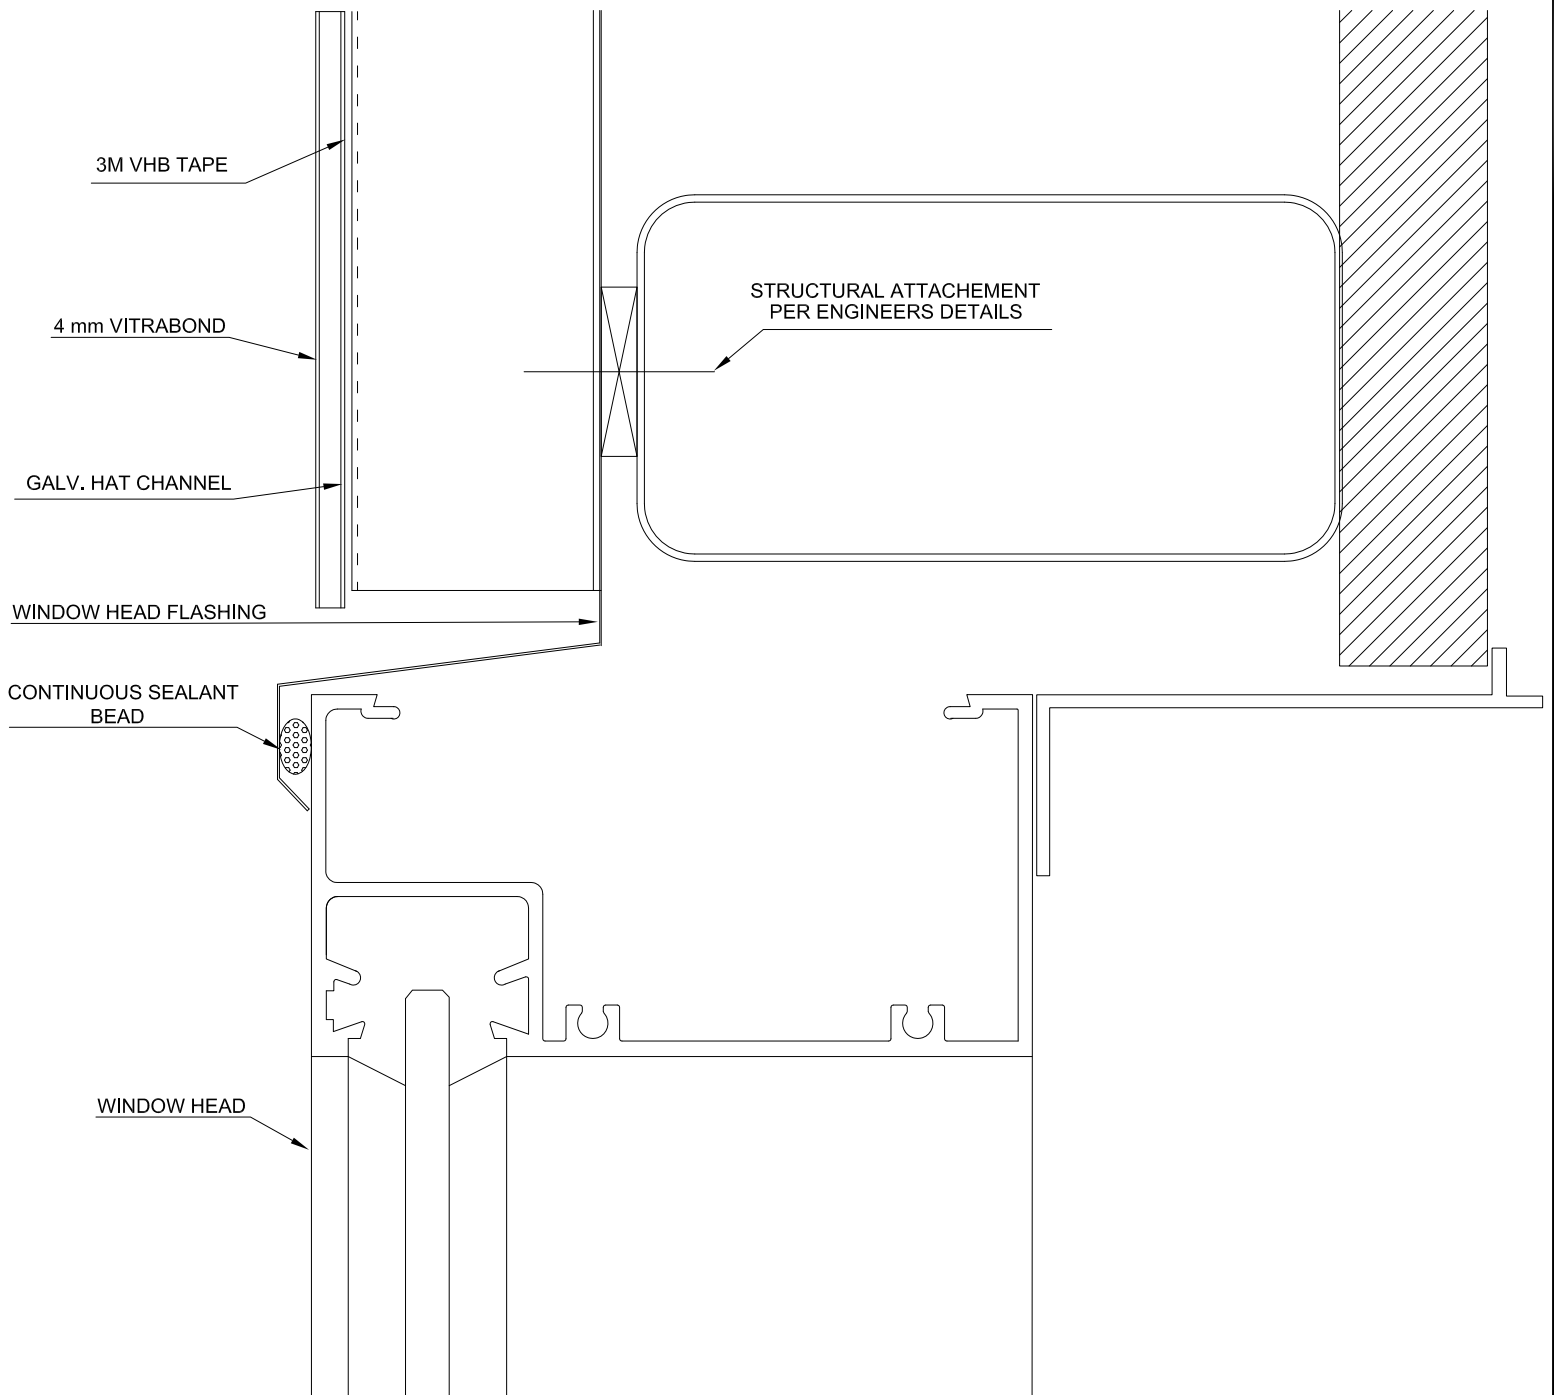 3M VHB TAPE
STRUCTURAL ATTACHEMENT
PER ENGINEERS DETAILS
4 mm VITRABOND
GALV. HAT CHANNEL
WINDOW HEAD FLASHING
CONTINUOUS SEALANT
BEAD
WINDOW HEAD